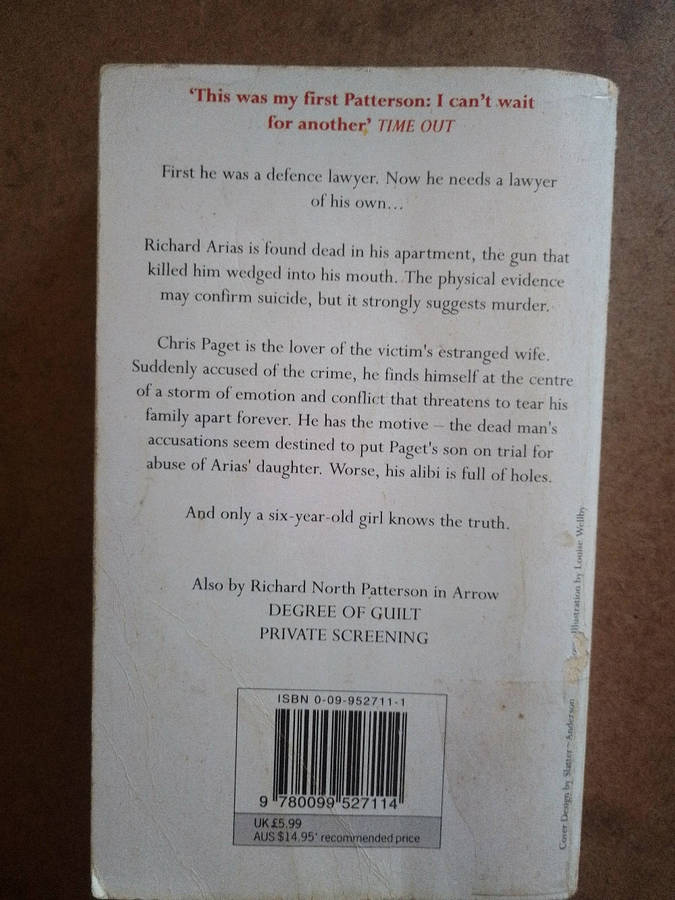 ‘This was my first Patterson: I can’t wait
for another’ TIME OUT
First he was a defence lawyer. Now he needs a lawyer
of his own...
Richard Arias is found dead in his apartment, the gun that
killed him wedged into his mouth. The physical evidence
may confirm suicide, but it strongly suggests murder.
Chris Paget is the lover of the victim's estranged wife.
Suddenly accused of the crime, he finds himself at the centre
of a storm of emotion and conflict that threatens to tear his
family apart forever. He has the motive – the dead man's
accusations seem destined to put Paget's son on trial for
abuse of Arias' daughter. Worse, his alibi is full of holes.
And only a six-year-old girl knows the truth.
Also by Richard North Patterson in Arrow
DEGREE OF GUILT
PRIVATE SCREENING
ISBN 0-09-952711-1
9 780099 527114
UK £5.99
AUS $14.95* recommended price
Cover Design by Slatter~Anderson
Illustration by Louise Wellby